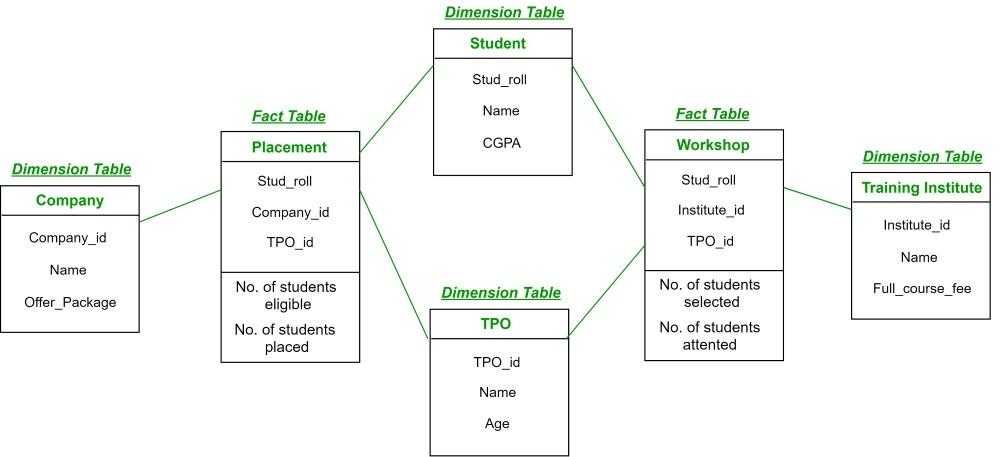 Dimension Table
Student
Stud_roll
Name
CGPA
Fact Table
Placement
Stud_roll
Company_id
TPO_id
No. of students
eligible
No. of students
placed
Fact Table
Workshop
Stud_roll
Institute_id
TPO_id
No. of students
selected
No. of students
attented
Dimension Table
Company
Company_id
Name
Offer_Package
Dimension Table
Training Institute
Institute_id
Name
Full_course_fee
Dimension Table
TPO
TPO_id
Name
Age